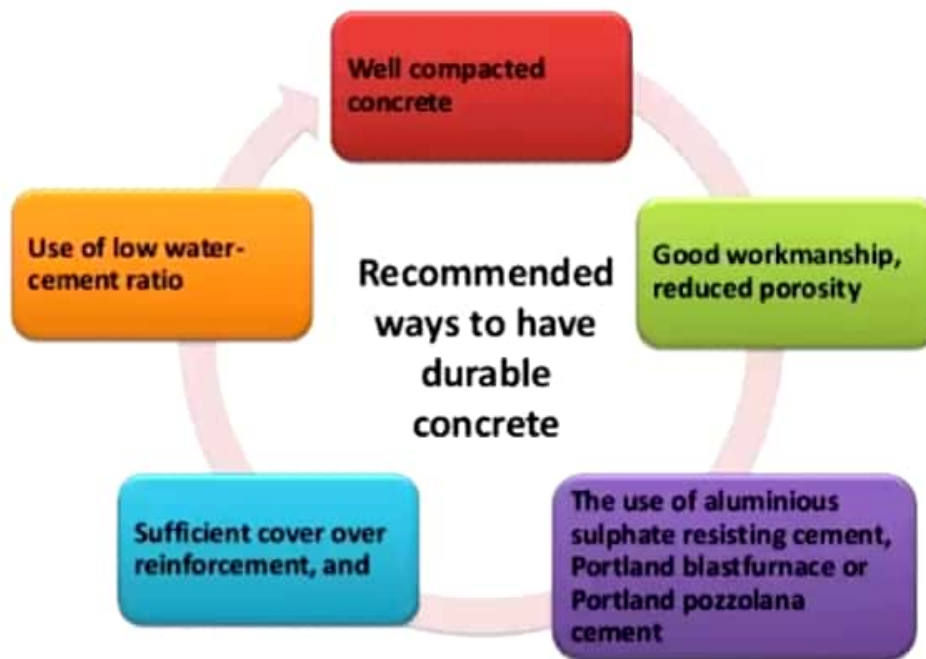 Well compacted
concrete
Good workmanship,
reduced porosity
The use of aluminious
sulphate resisting cement,
Portland blastfurnace or
Portland pozzolana
cement
Sufficient cover over
reinforcement, and
Use of low water-
cement ratio
Recommended
ways to have
durable
concrete